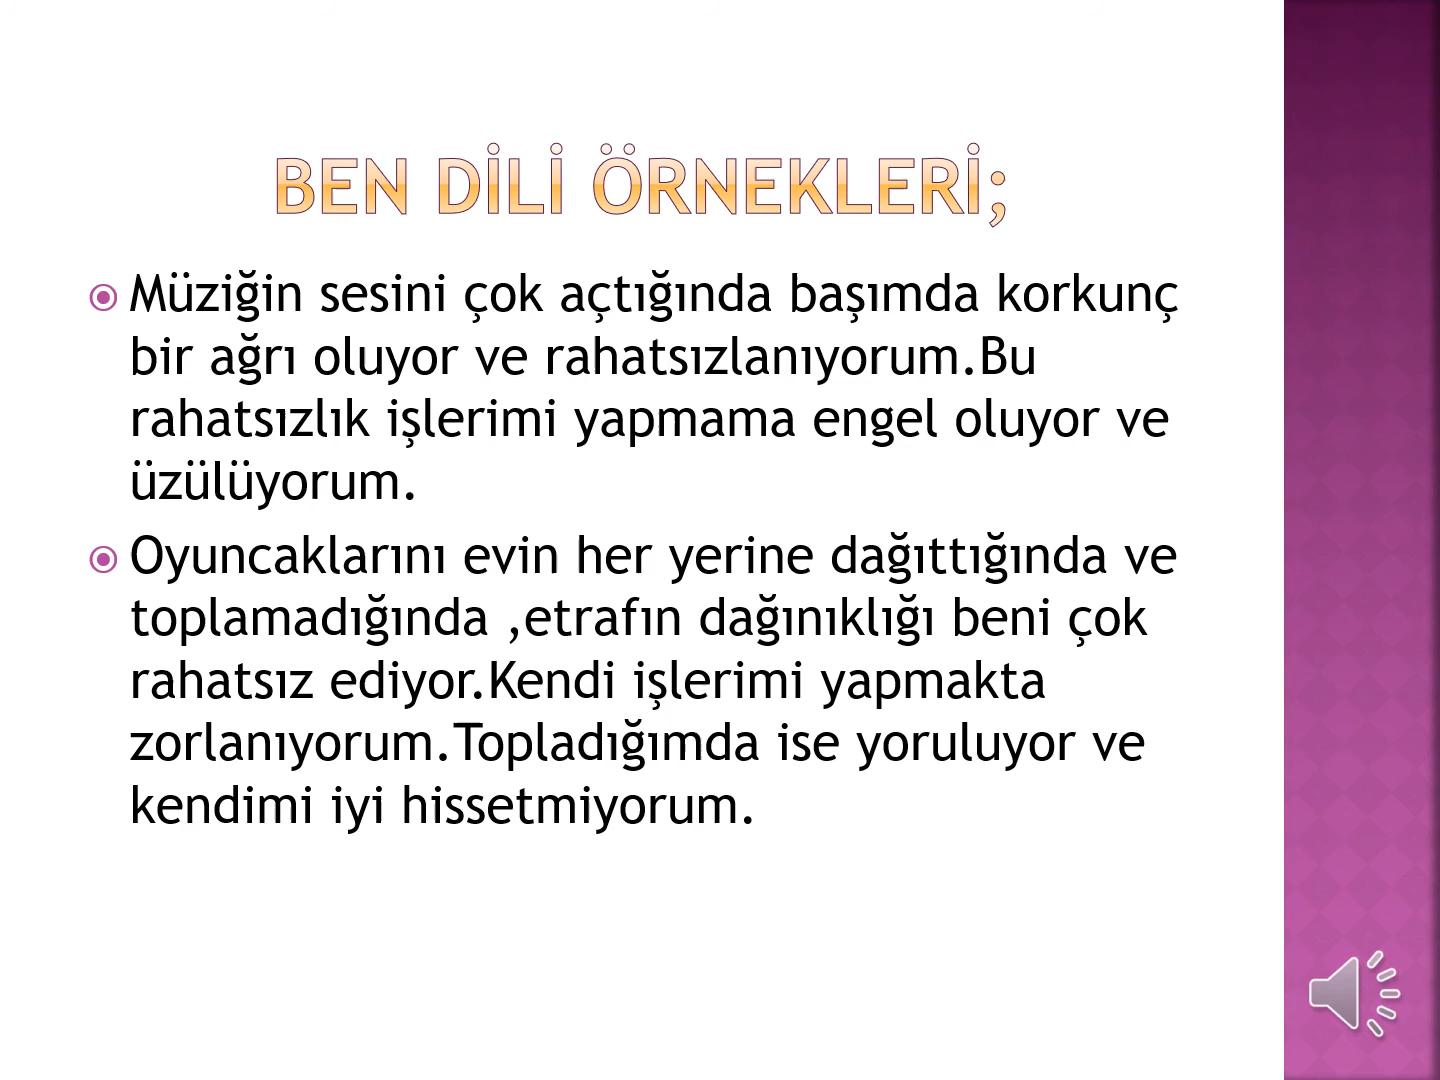 BEN DİLİ ÖRNEKLERİ;
Müziğin sesini çok açtığında başımda korkunç
bir ağrı oluyor ve rahatsızlanıyorum.Bu
rahatsızlık işlerimi yapmama engel oluyor ve
üzülüyorum.
Oyuncaklarını evin her yerine dağıttığında ve
toplamadığında ,etrafın dağınıklığı beni çok
rahatsız ediyor.Kendi işlerimi yapmakta
zorlanıyorum.Topladığımda ise yoruluyor ve
kendimi iyi hissetmiyorum.